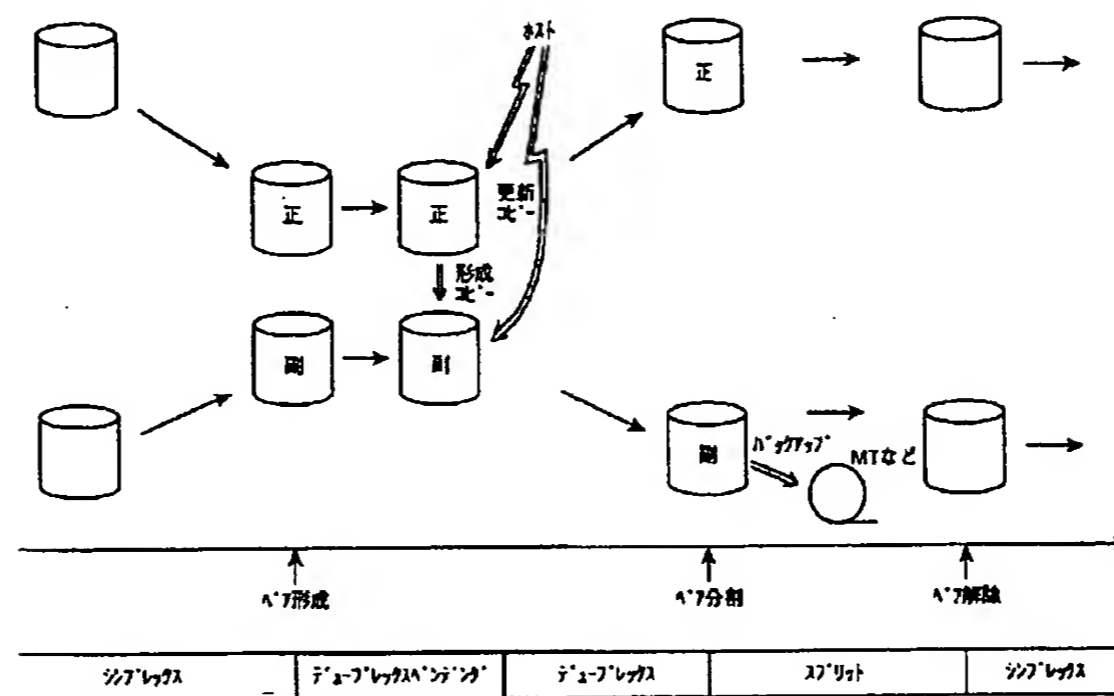 ホスト
正
正
正
更新
コピー
形成
コピー
副
副
副
バックアップ
MTなど
ペア形成
ペア分割
ペア解除
シンプレックス
デュープレックスペンディング
デュープレックス
スプリット
シンプレックス